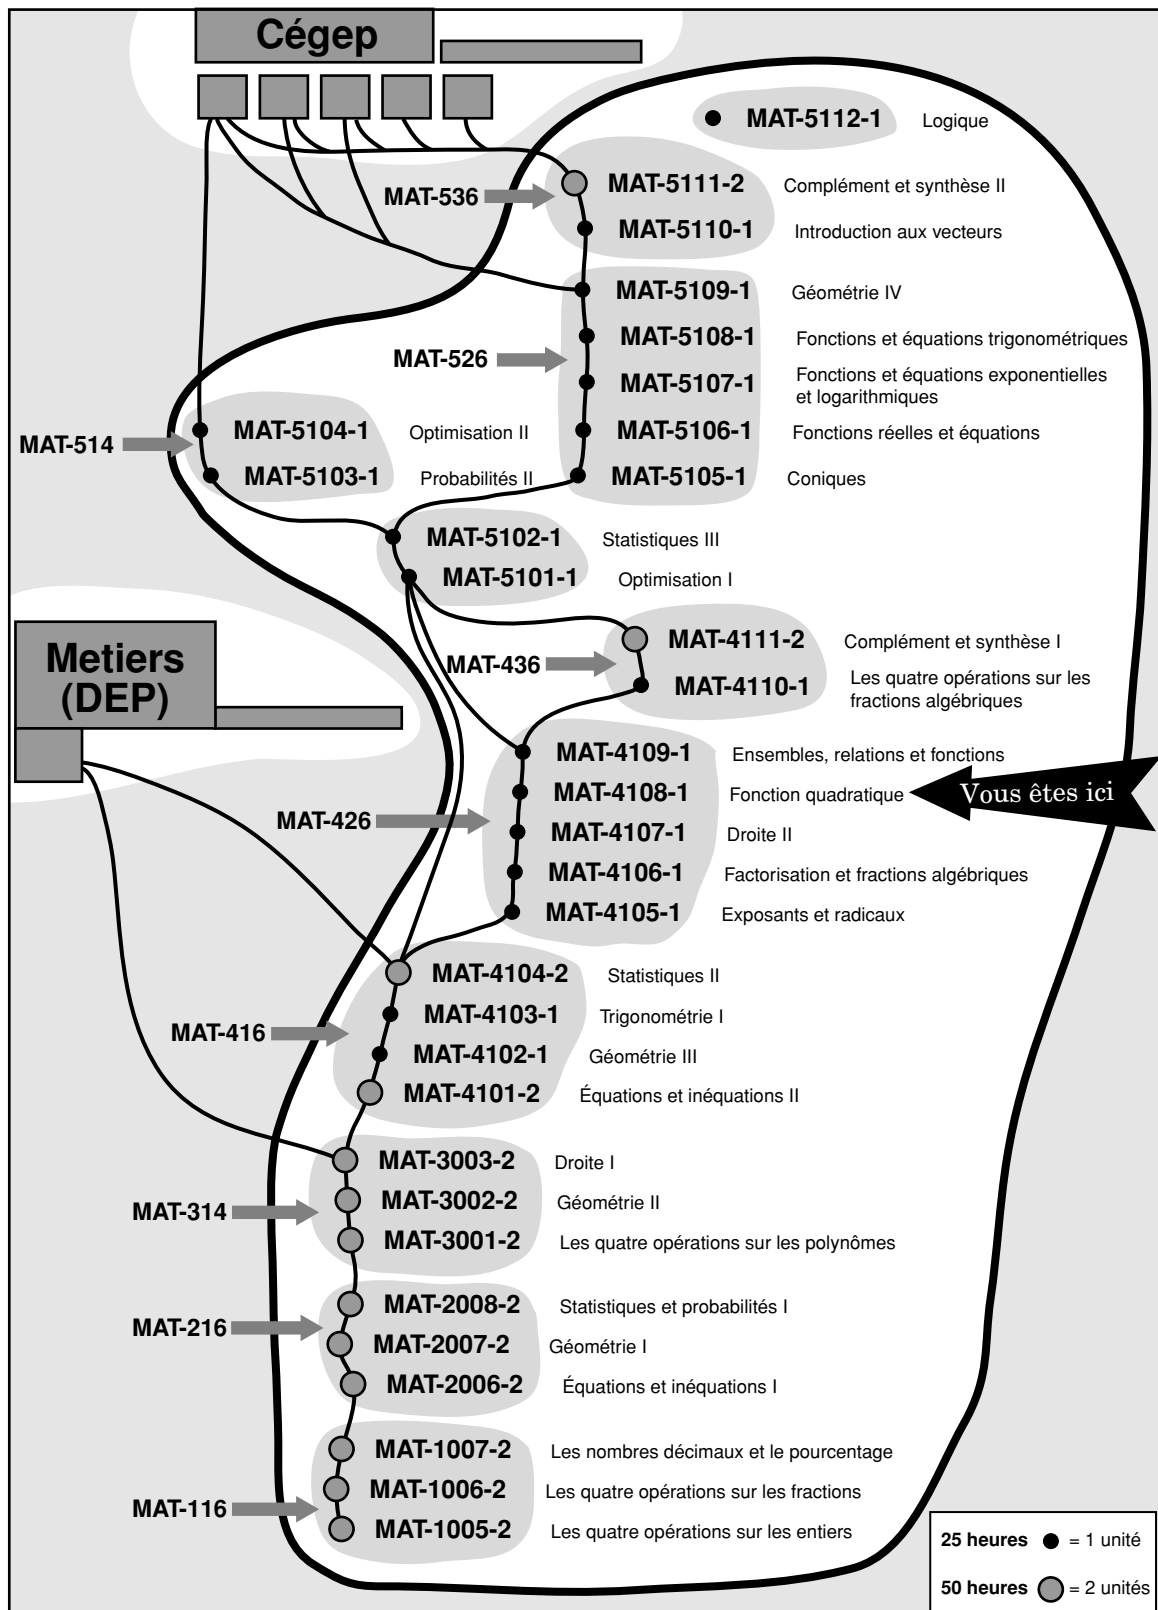 Cégep
MAT-5112-1 Logique
MAT-536
MAT-5111-2 Complément et synthèse II
MAT-5110-1 Introduction aux vecteurs
MAT-526
MAT-5109-1 Géométrie IV
MAT-5108-1 Fonctions et équations trigonométriques
MAT-5107-1 Fonctions et équations exponentielles
et logarithmiques
MAT-5106-1 Fonctions réelles et équations
MAT-5105-1 Coniques
MAT-514
MAT-5104-1 Optimisation II
MAT-5103-1 Probabilités II
MAT-5102-1 Statistiques III
MAT-5101-1 Optimisation I
Metiers
(DEP)
MAT-436
MAT-4111-2 Complément et synthèse I
MAT-4110-1 Les quatre opérations sur les
fractions algébriques
MAT-426
MAT-4109-1 Ensembles, relations et fonctions
MAT-4108-1 Fonction quadratique
Vous êtes ici
MAT-4107-1 Droite II
MAT-4106-1 Factorisation et fractions algébriques
MAT-4105-1 Exposants et radicaux
MAT-416
MAT-4104-2 Statistiques II
MAT-4103-1 Trigonométrie I
MAT-4102-1 Géométrie III
MAT-4101-2 Équations et inéquations II
MAT-314
MAT-3003-2 Droite I
MAT-3002-2 Géométrie II
MAT-3001-2 Les quatre opérations sur les polynômes
MAT-216
MAT-2008-2 Statistiques et probabilités I
MAT-2007-2 Géométrie I
MAT-2006-2 Équations et inéquations I
MAT-116
MAT-1007-2 Les nombres décimaux et le pourcentage
MAT-1006-2 Les quatre opérations sur les fractions
MAT-1005-2 Les quatre opérations sur les entiers
25 heures = 1 unité
50 heures = 2 unités